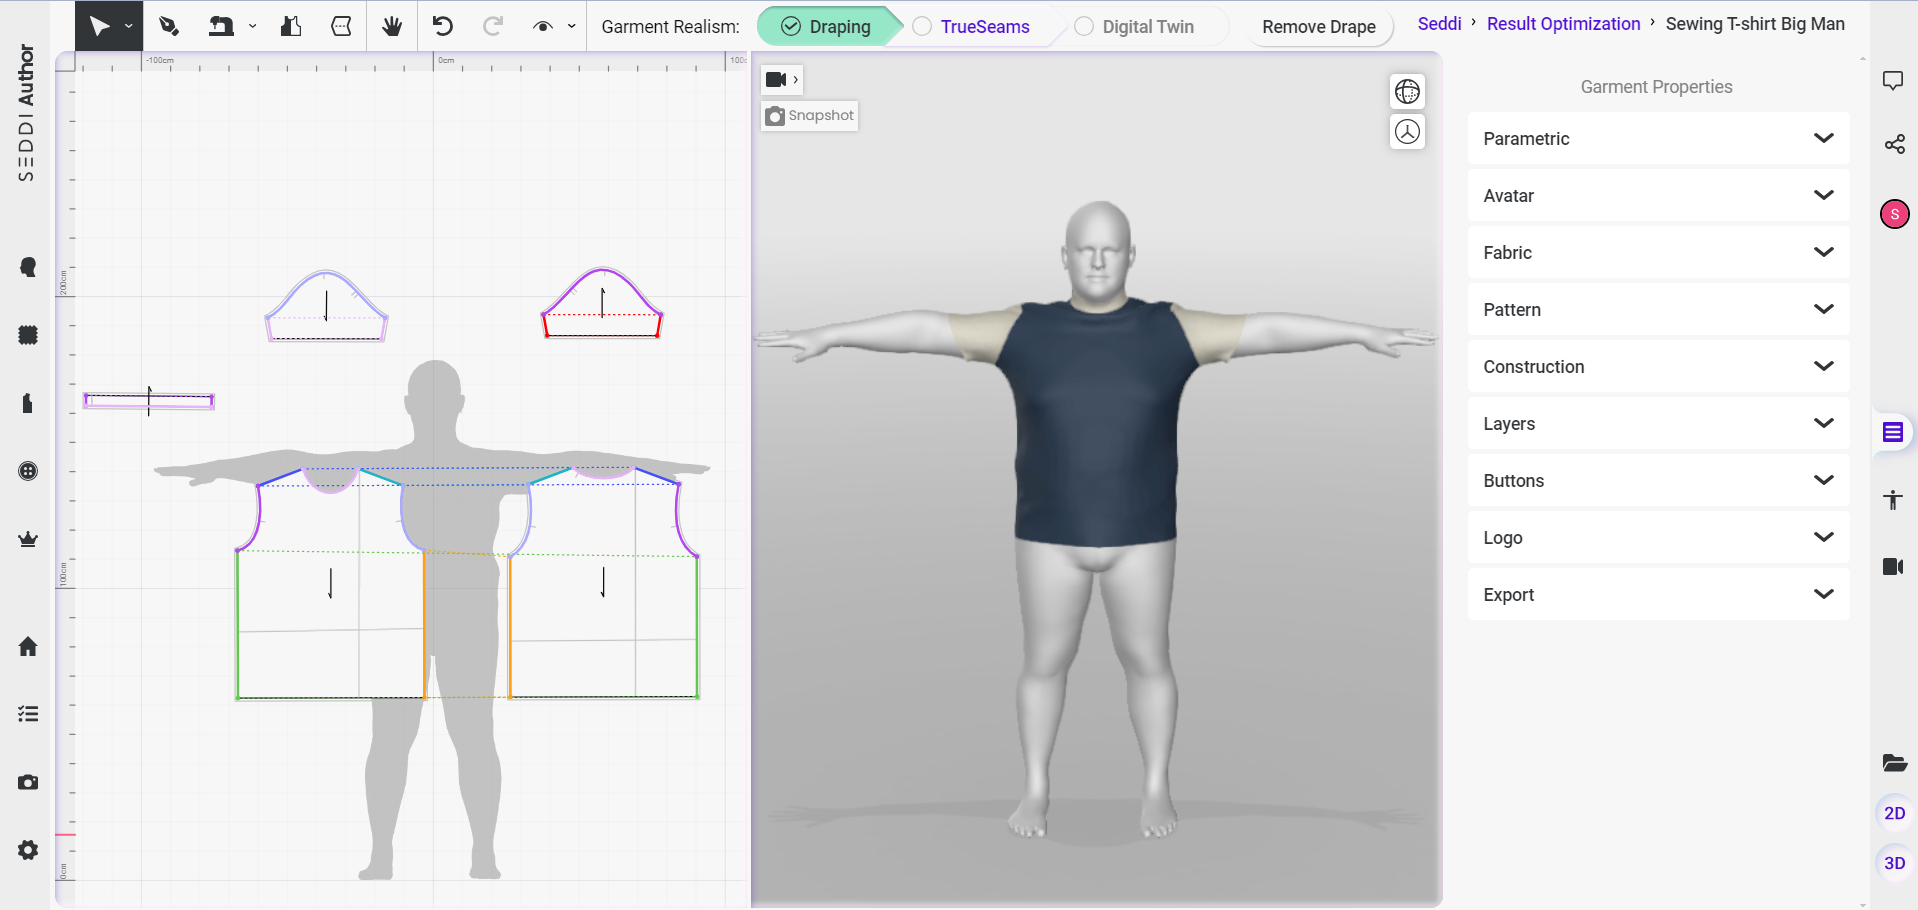 SEDDI Author
Garment Realism:
Draping
TrueSeams
Digital Twin
Remove Drape
Seddi › Result Optimization › Sewing T-shirt Big Man
-100cm
0cm
100c
200cm
100cm
0cm
Snapshot
Garment Properties
Parametric
Avatar
Fabric
Pattern
Construction
Layers
Buttons
Logo
Export
S
2D
3D